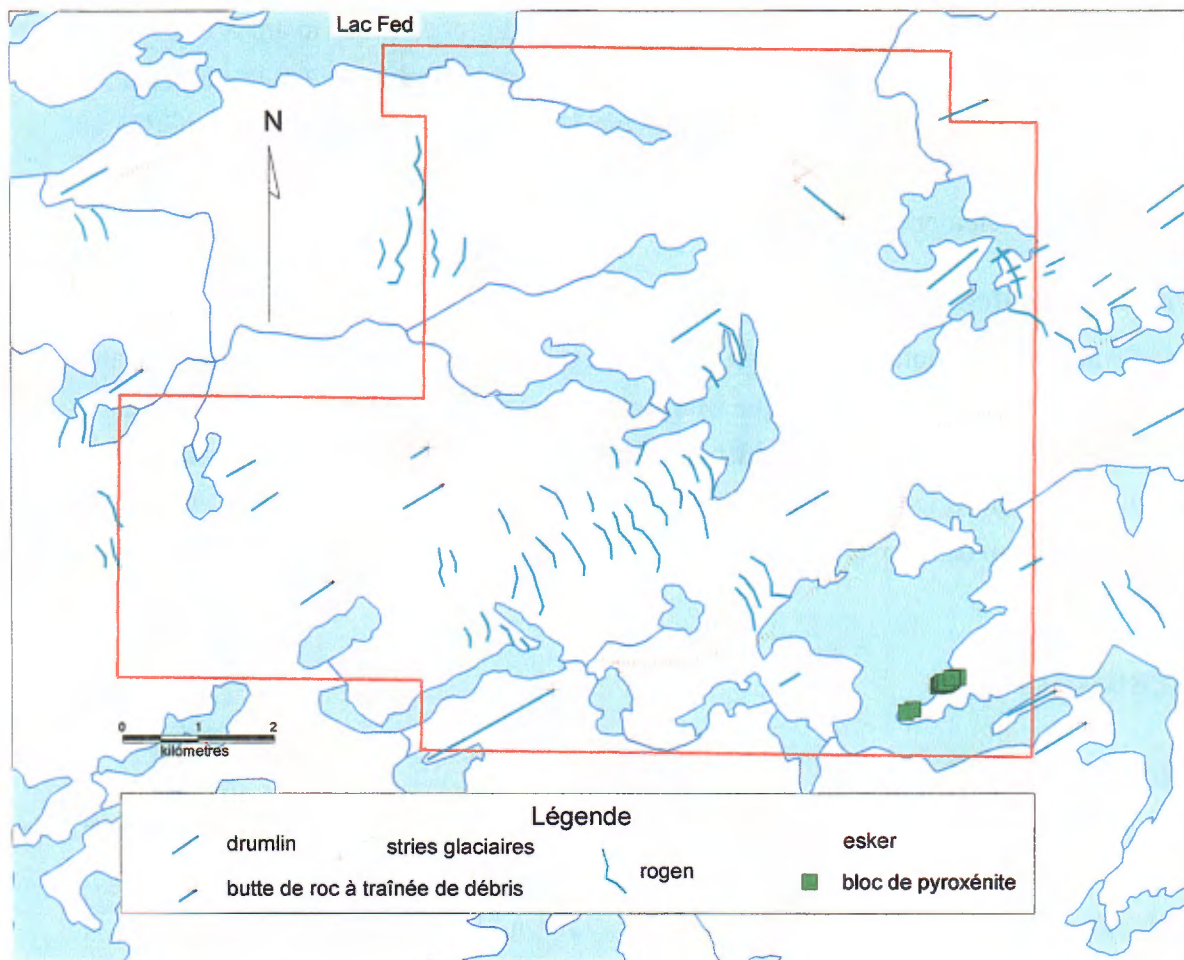 Lac Fed
N
0 1 2
kilómetres
Légende
drumlin
stries glaciaires
rogen
esker
butte de roc à traînée de débris
bloc de pyroxénite